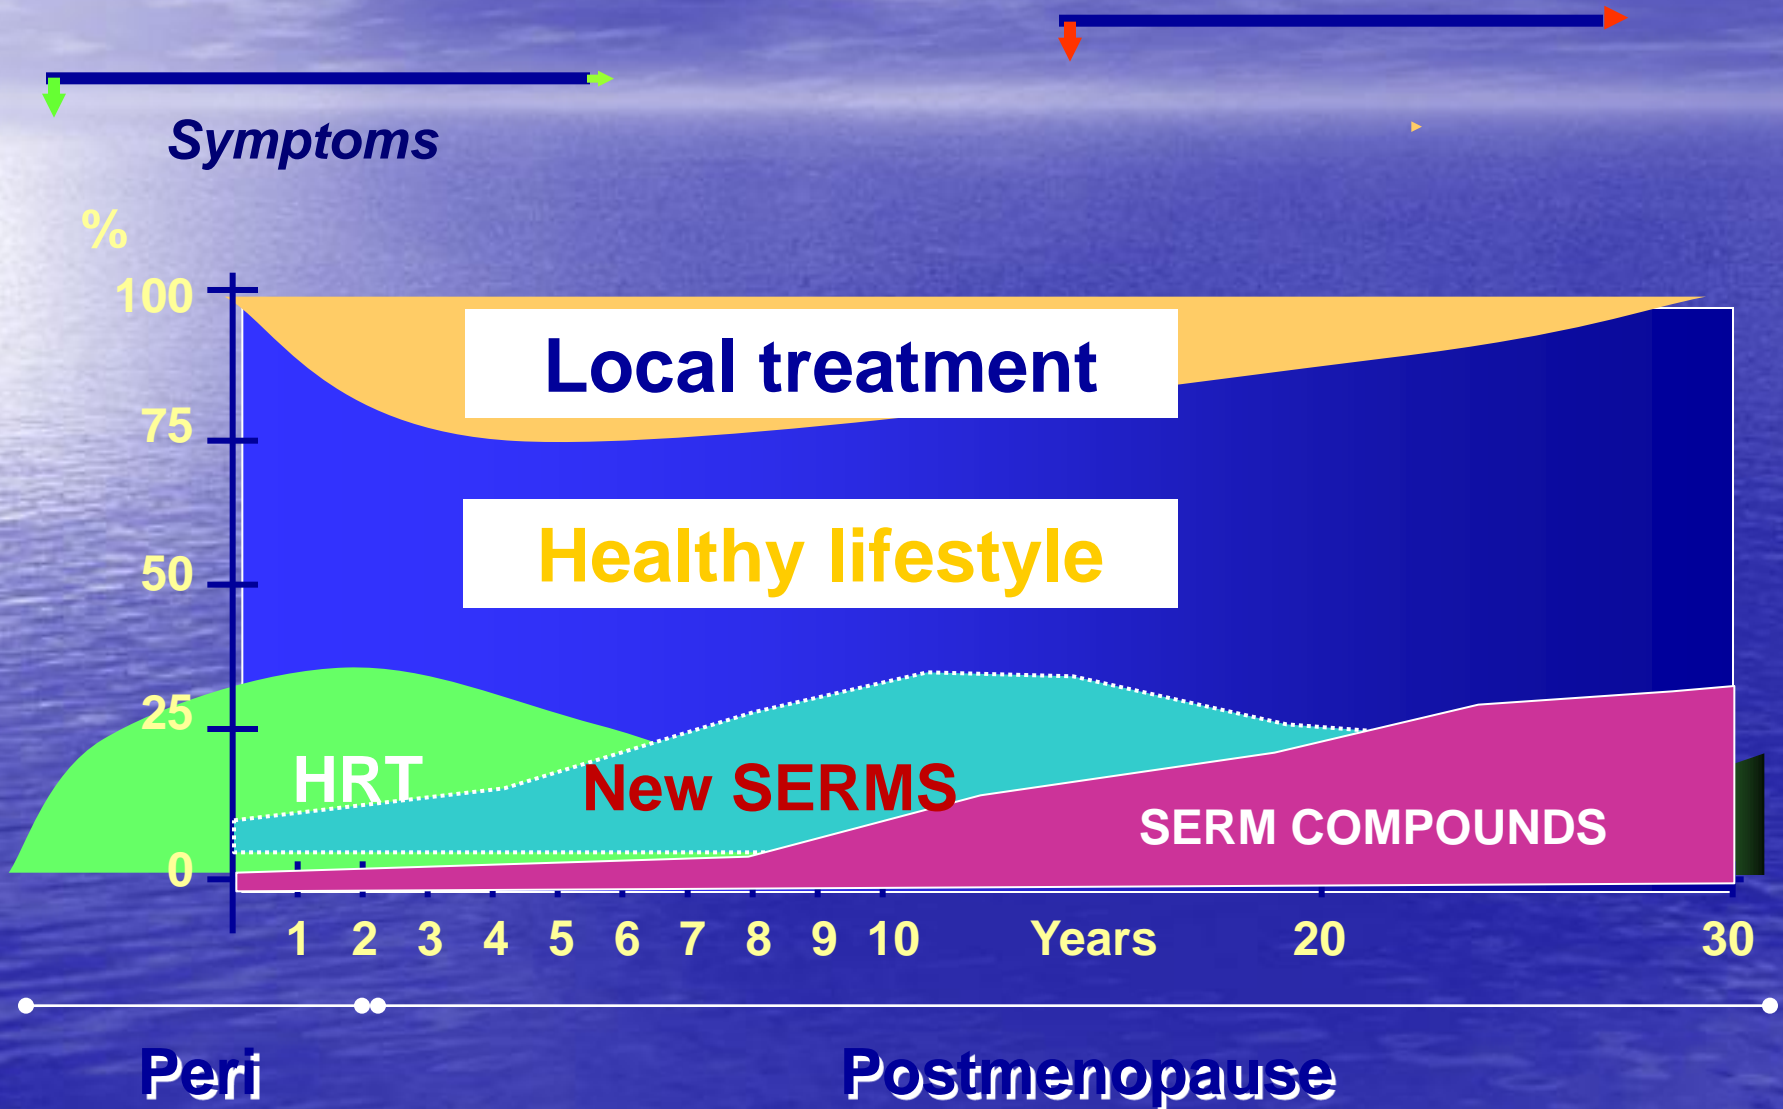 Symptoms
%
100
Local treatment
75
Healthy lifestyle
50
25
HRT
New SERMS
SERM COMPOUNDS
0
1 2 3 4 5 6 7 8 9 10 Years 20 30
Peri Postmenopause